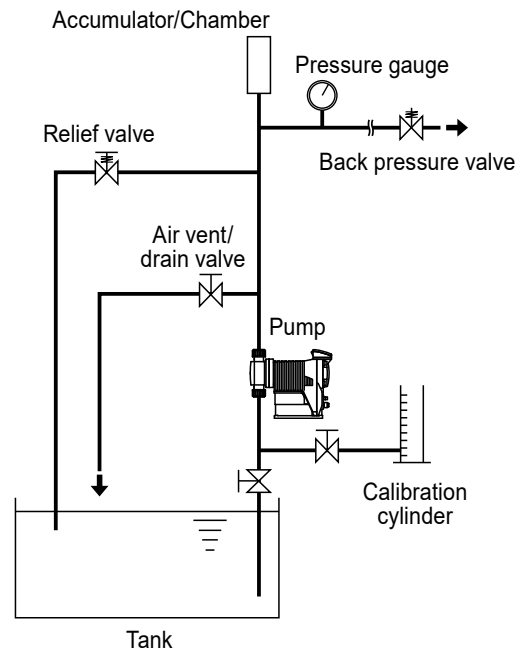 Accumulator/Chamber
Pressure gauge
Relief valve
Back pressure valve
Air vent/
drain valve
Pump
Calibration
cylinder
Tank